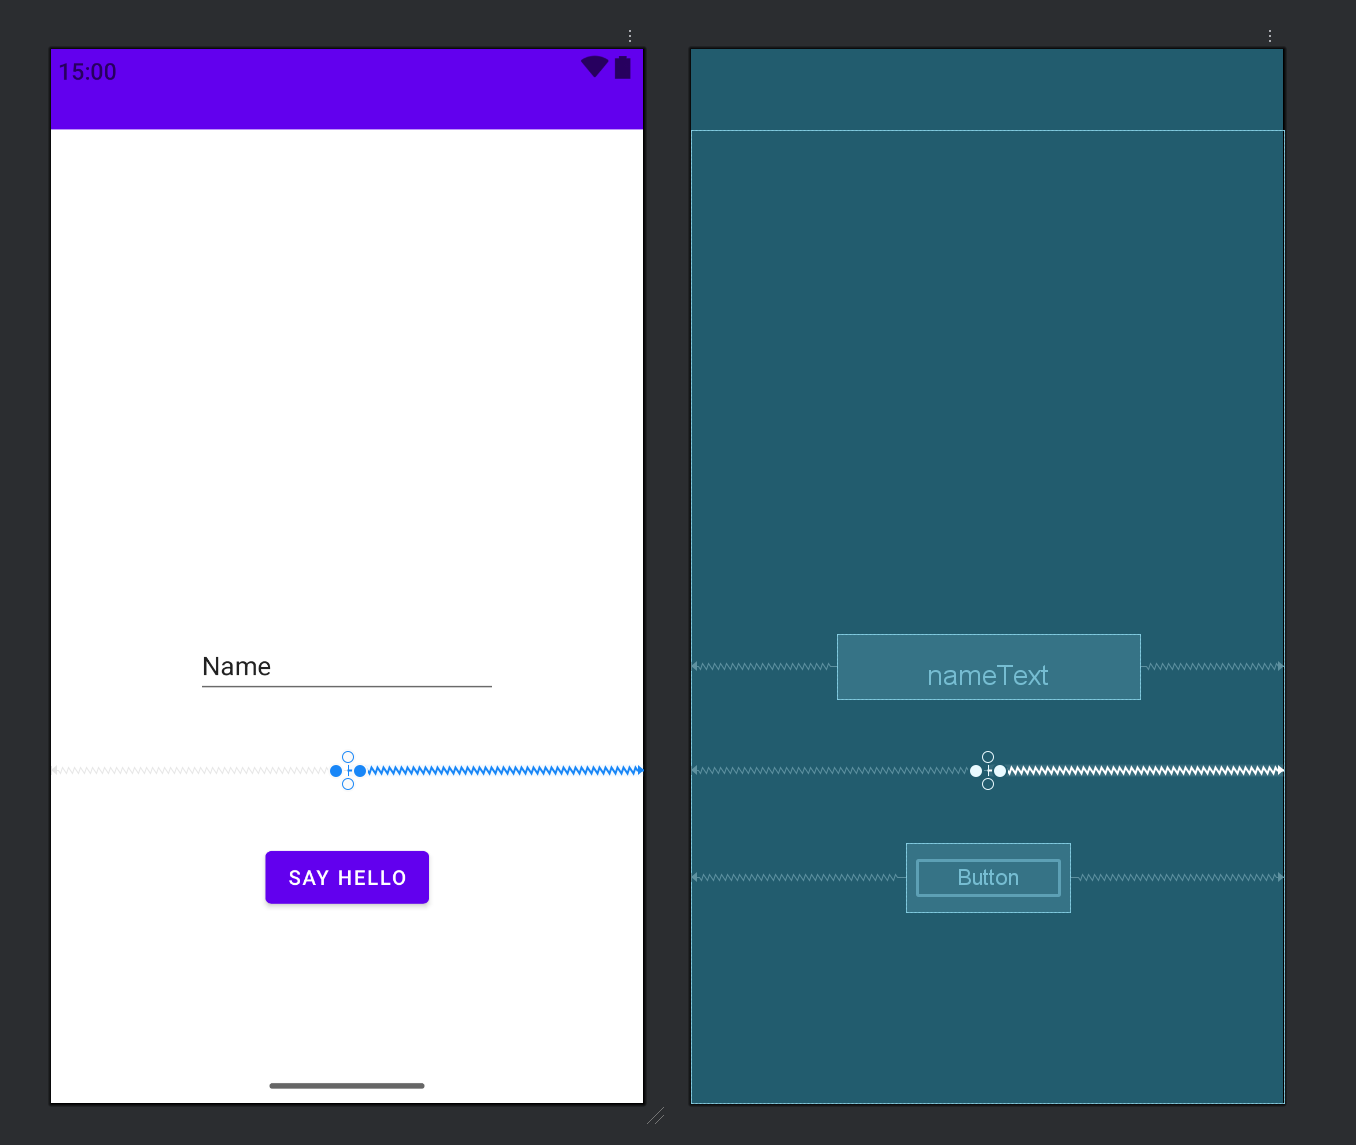 15:00
Name
SAY HELLO
nameText
Button